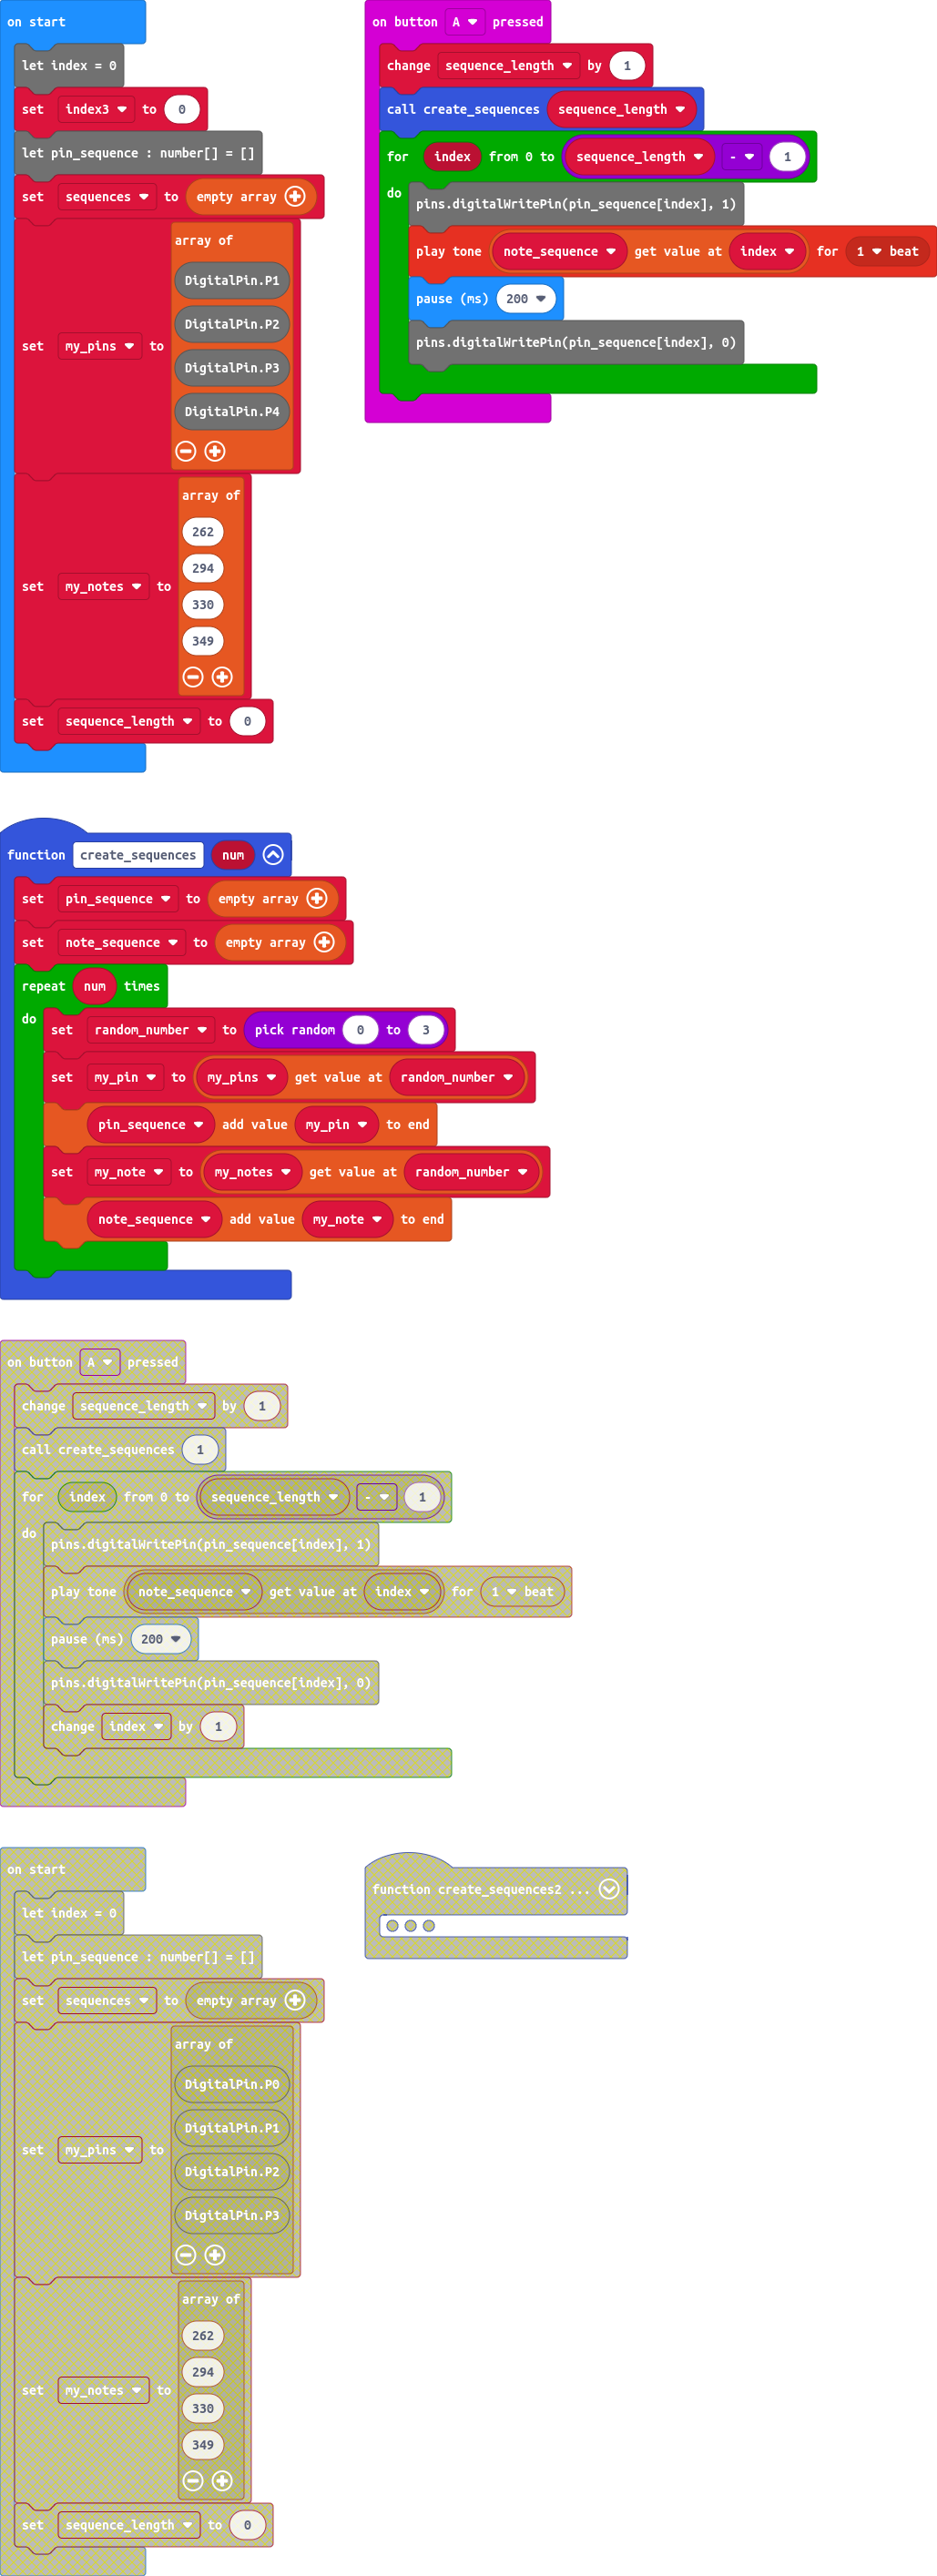 on start
let index = 0
set index3 to 0
let pin_sequence : number[] = []
set sequences to empty array
set my_pins to array of
DigitalPin.P1
DigitalPin.P2
DigitalPin.P3
DigitalPin.P4
set my_notes to array of
262
294
330
349
set sequence_length to 0
on button A pressed
change sequence_length by 1
call create_sequences sequence_length
for index from 0 to sequence_length - 1
do
pins.digitalWritePin(pin_sequence[index], 1)
play tone note_sequence get value at index for 1 beat
pause (ms) 200
pins.digitalWritePin(pin_sequence[index], 0)
function create_sequences num
set pin_sequence to empty array
set note_sequence to empty array
repeat num times
do
set random_number to pick random 0 to 3
set my_pin to my_pins get value at random_number
pin_sequence add value my_pin to end
set my_note to my_notes get value at random_number
note_sequence add value my_note to end
on button A pressed
change sequence_length by 1
call create_sequences 1
for index from 0 to sequence_length - 1
do
pins.digitalWritePin(pin_sequence[index], 1)
play tone note_sequence get value at index for 1 beat
pause (ms) 200
pins.digitalWritePin(pin_sequence[index], 0)
change index by 1
on start
let index = 0
let pin_sequence : number[] = []
set sequences to empty array
set my_pins to array of
DigitalPin.P0
DigitalPin.P1
DigitalPin.P2
DigitalPin.P3
set my_notes to array of
262
294
330
349
set sequence_length to 0
function create_sequences2 ...